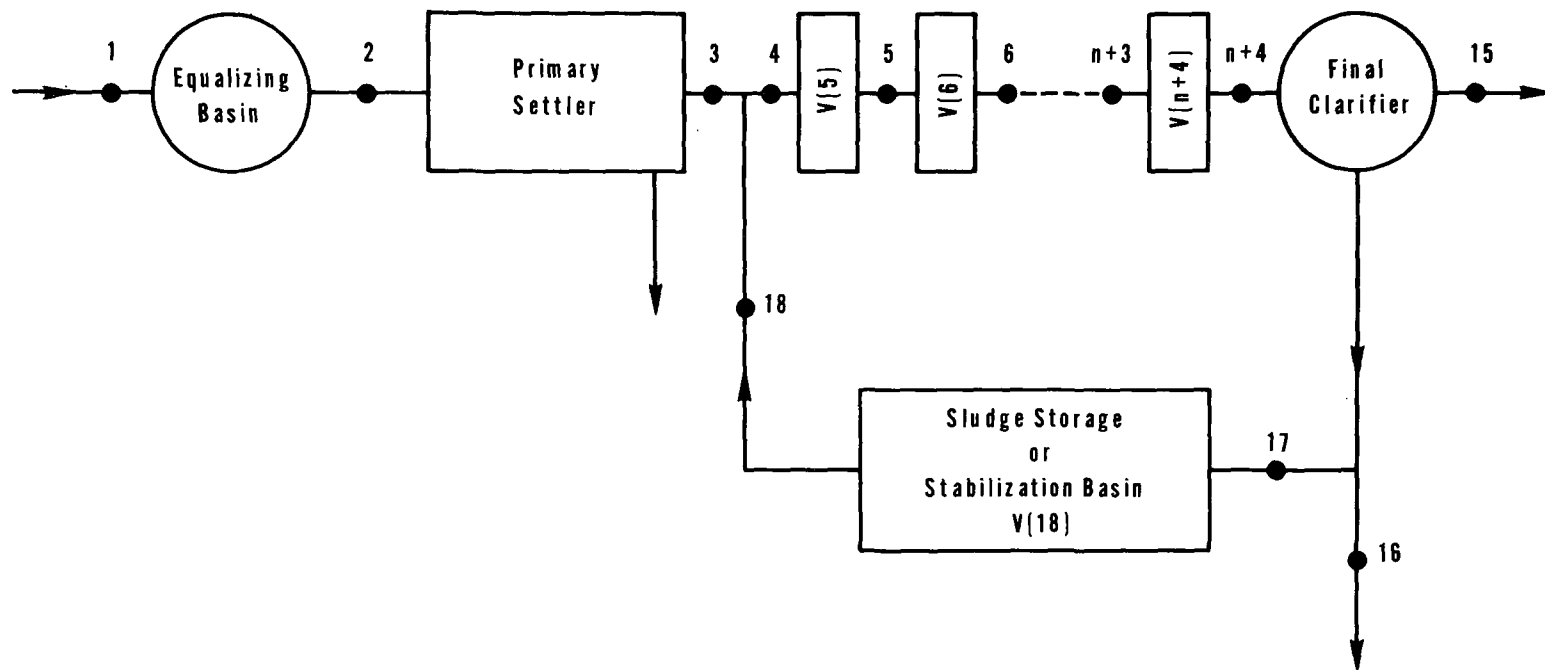 1
Equalizing
Basin
2
Primary
Settler
3
4
V(5)
5
V(6)
6
n+3
V(n+4)
n+4
Final
Clarifier
15
18
Sludge Storage
or
Stabilization Basin
V(18)
17
16